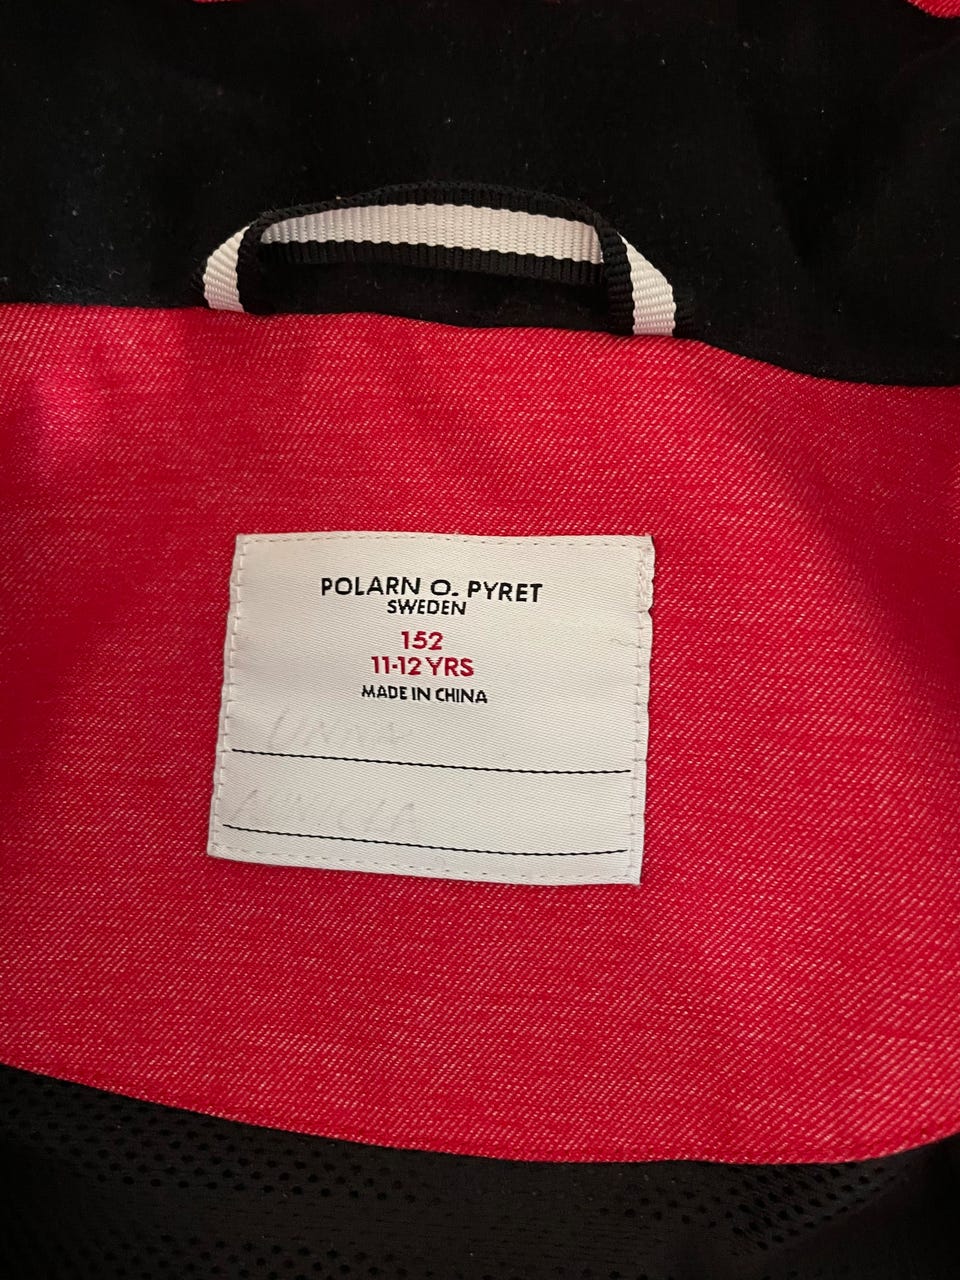 POLARN O. PYRET
SWEDEN
152
11-12 YRS
MADE IN CHINA